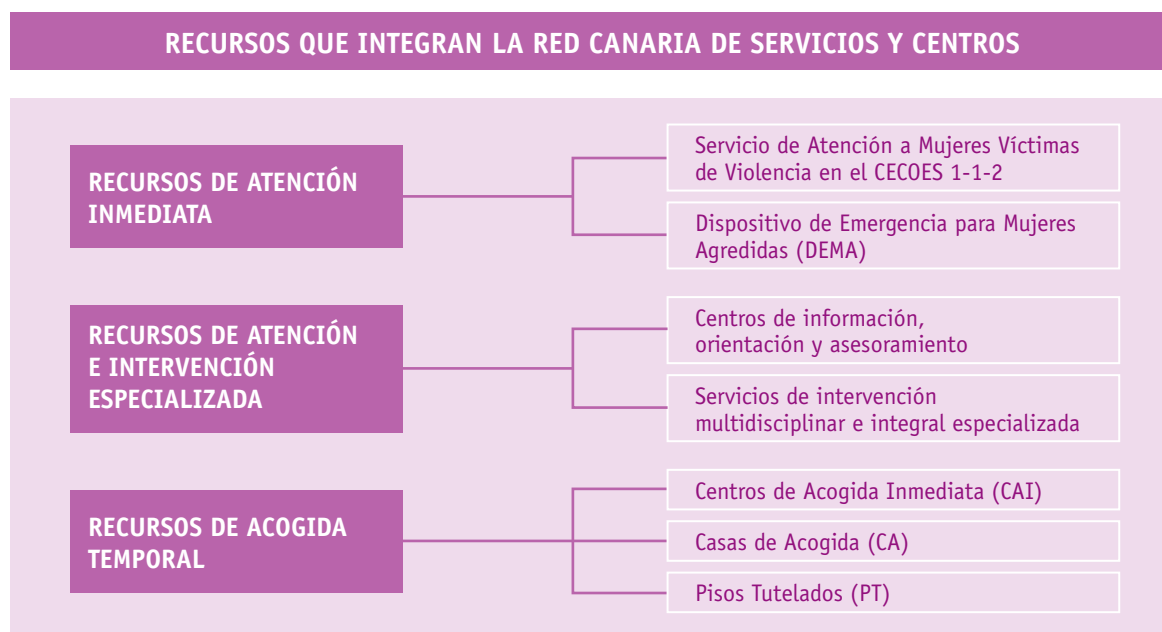 RECURSOS QUE INTEGRAN LA RED CANARIA DE SERVICIOS Y CENTROS
RECURSOS DE ATENCIÓN
INMEDIATA
Servicio de Atención a Mujeres Víctimas
de Violencia en el CECOES 1-1-2
Dispositivo de Emergencia para Mujeres
Agredidas (DEMA)
RECURSOS DE ATENCIÓN
E INTERVENCIÓN
ESPECIALIZADA
Centros de información,
orientación y asesoramiento
Servicios de intervención
multidisciplinar e integral especializada
RECURSOS DE ACOGIDA
TEMPORAL
Centros de Acogida Inmediata (CAI)
Casas de Acogida (CA)
Pisos Tutelados (PT)